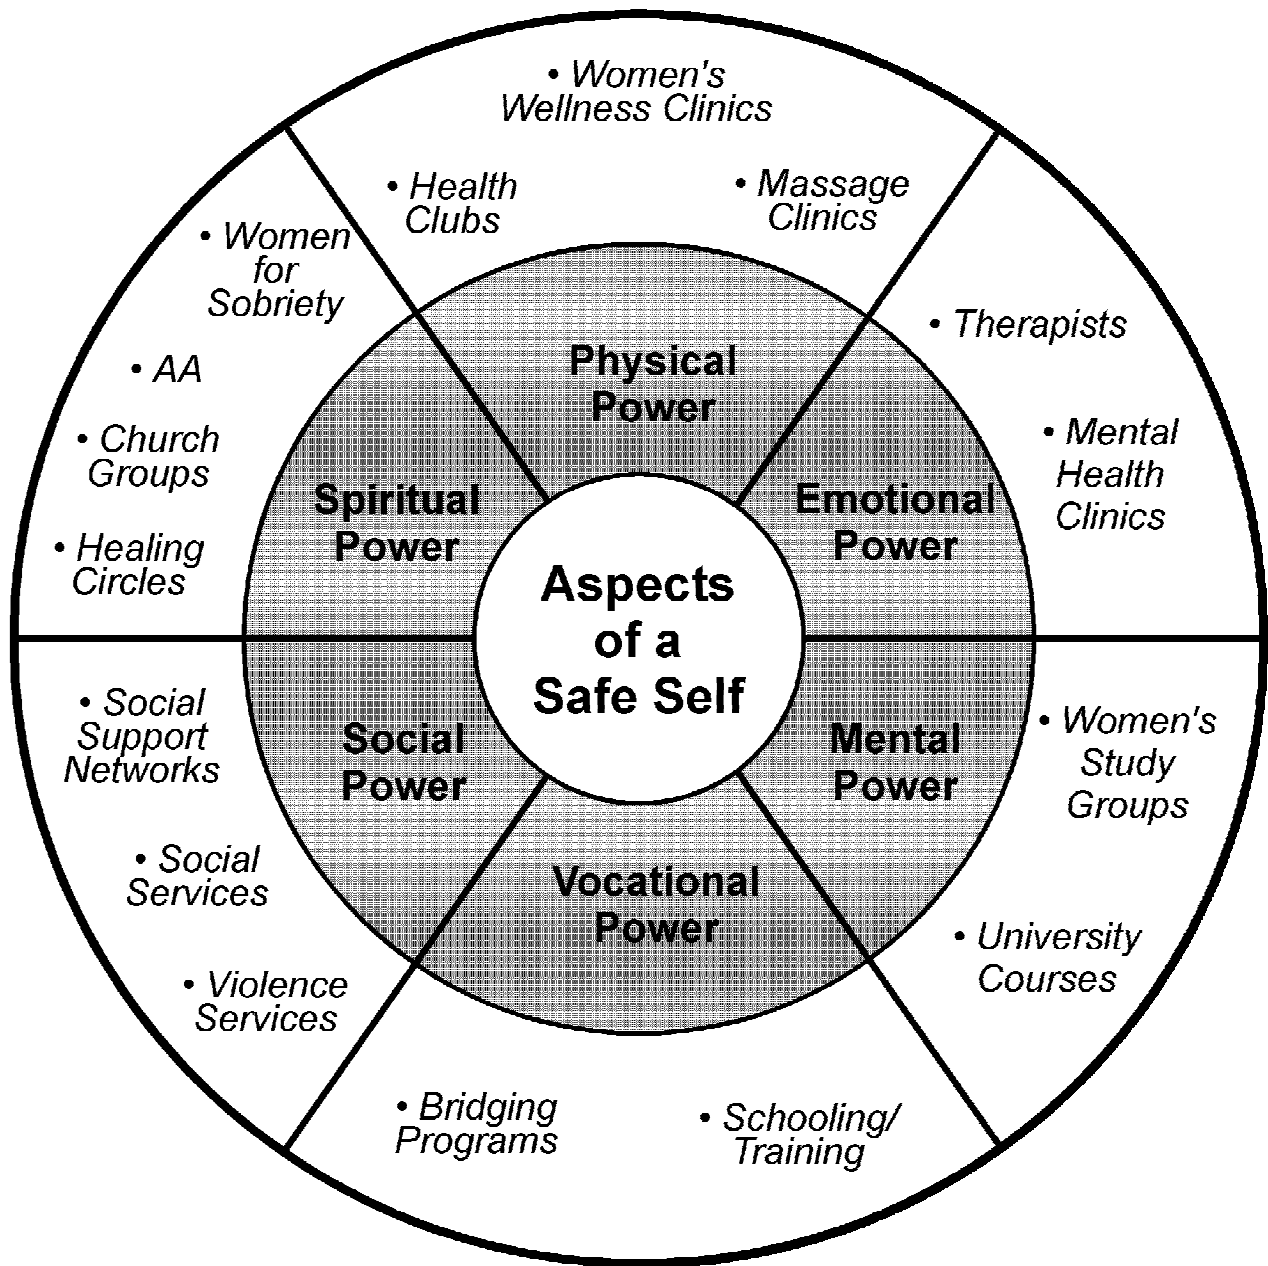 • Women's
Wellness Clinics
• Health
Clubs
• Massage
Clinics
• Women
for
Sobriety
• AA
• Church
Groups
• Healing
Circles
• Therapists
• Mental
Health
Clinics
Physical
Power
Spiritual
Power
Emotional
Power
Aspects
of a
Safe Self
Social
Power
Mental
Power
Vocational
Power
• Social
Support
Networks
• Social
Services
• Violence
Services
• Women's
Study
Groups
• University
Courses
• Bridging
Programs
• Schooling/
Training